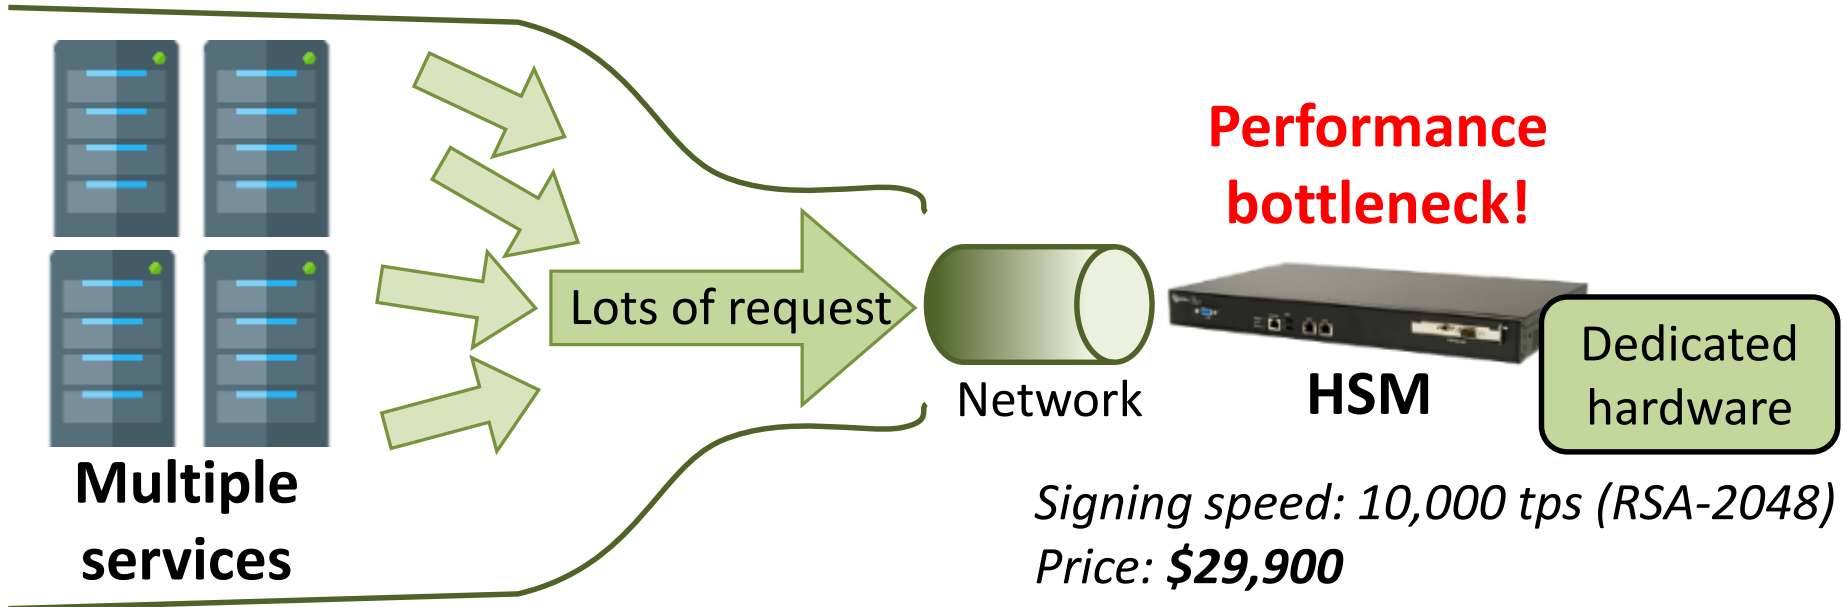 Performance
bottleneck!
Lots of request
Network
HSM
Dedicated
hardware
Multiple
services
Signing speed: 10,000 tps (RSA-2048)
Price: $29,900